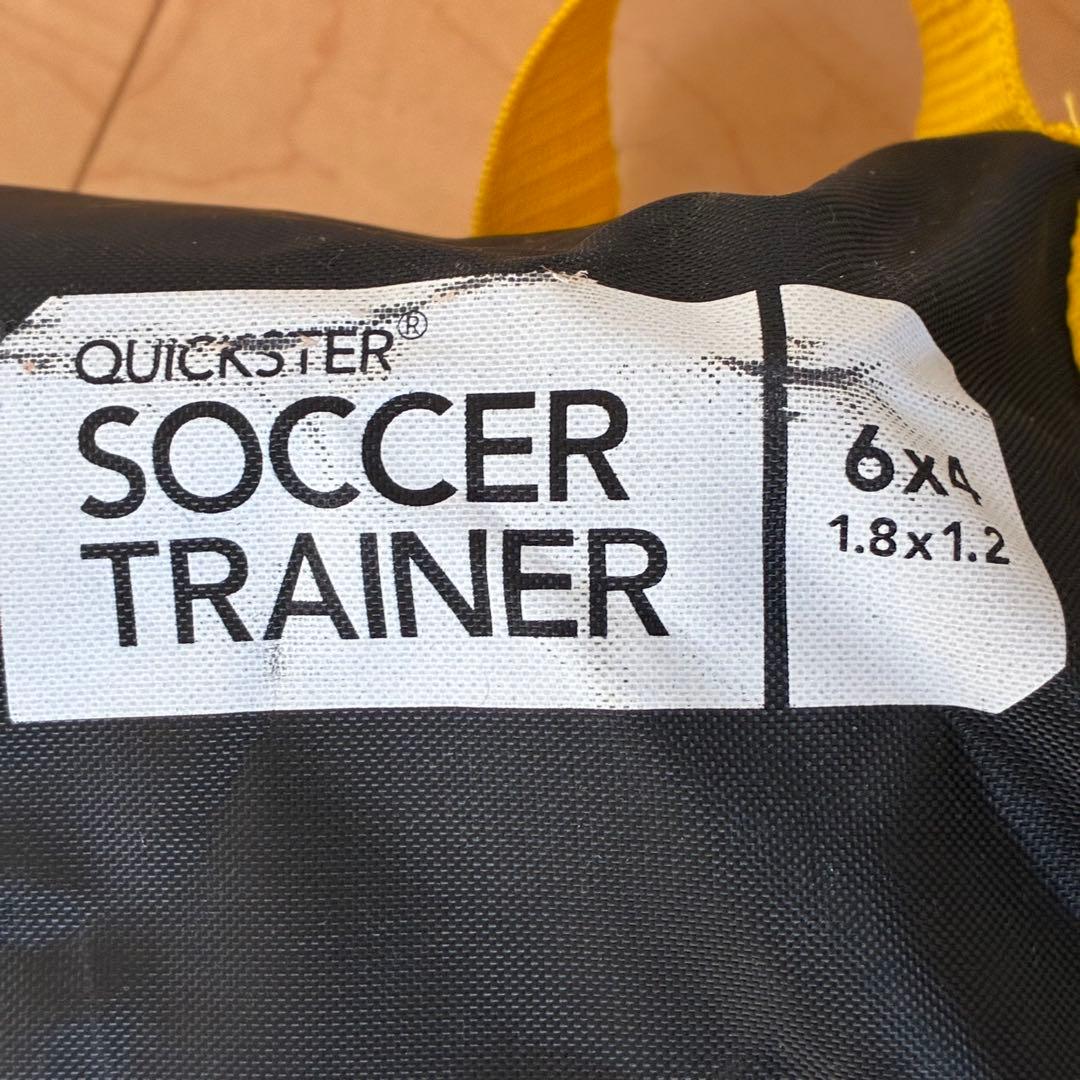 QUICKSTER®
SOCCER
TRAINER
6x4
1.8x1.2